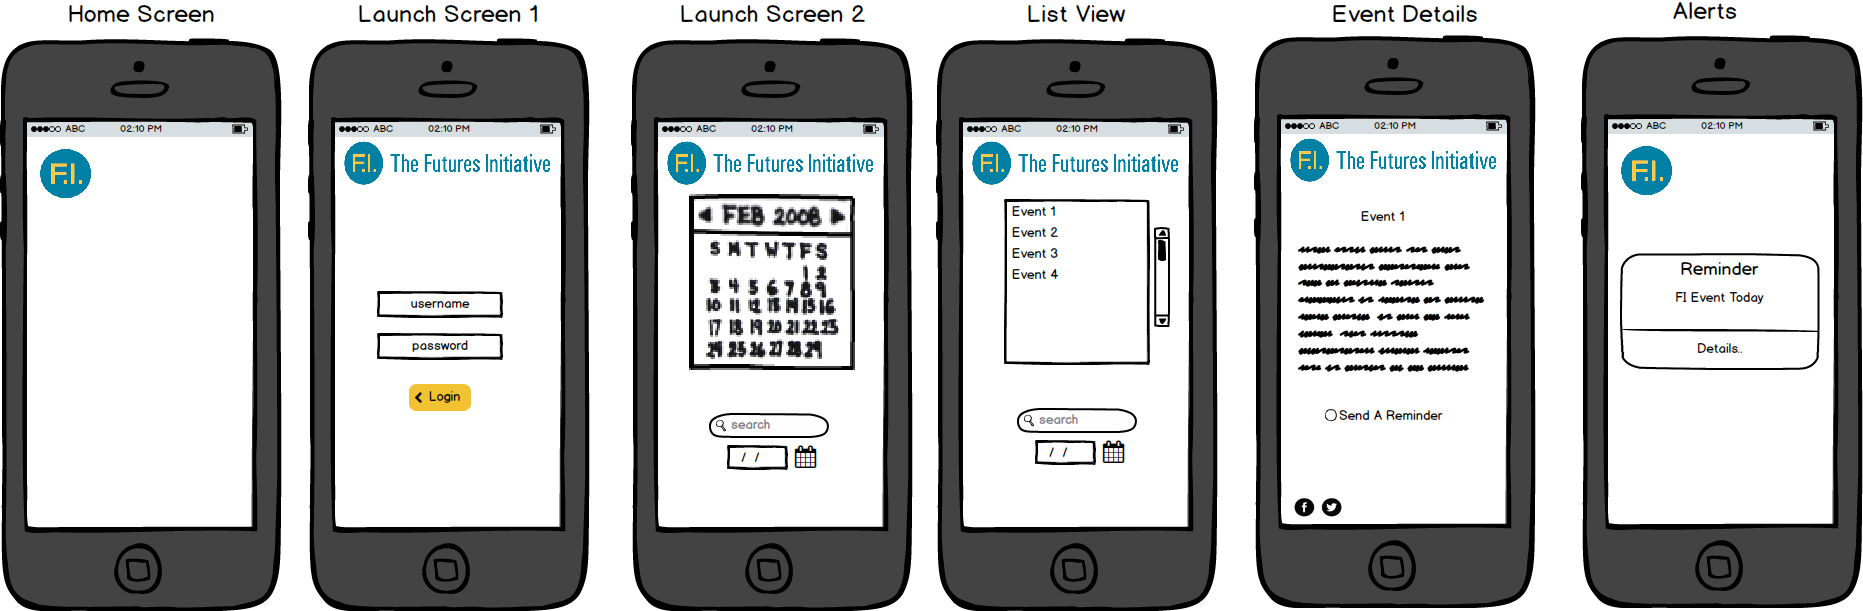 Home Screen
●●●○○ ABC 02:10 PM
F.I.
Launch Screen 1
●●●○○ ABC 02:10 PM
F.I. The Futures Initiative
username
password
Login
Launch Screen 2
●●●○○ ABC 02:10 PM
F.I. The Futures Initiative
FEB 2008
S M T W T F S
1 2
3 4 5 6 7 8 9
10 11 12 13 14 15 16
17 18 19 20 21 22 23
24 25 26 27 28 29
search
/ /
List View
●●●○○ ABC 02:10 PM
F.I. The Futures Initiative
Event 1
Event 2
Event 3
Event 4
search
/ /
Event Details
●●●○○ ABC 02:10 PM
F.I. The Futures Initiative
Event 1
Send A Reminder
Alerts
●●●○○ ABC 02:10 PM
F.I.
Reminder
FI Event Today
Details..